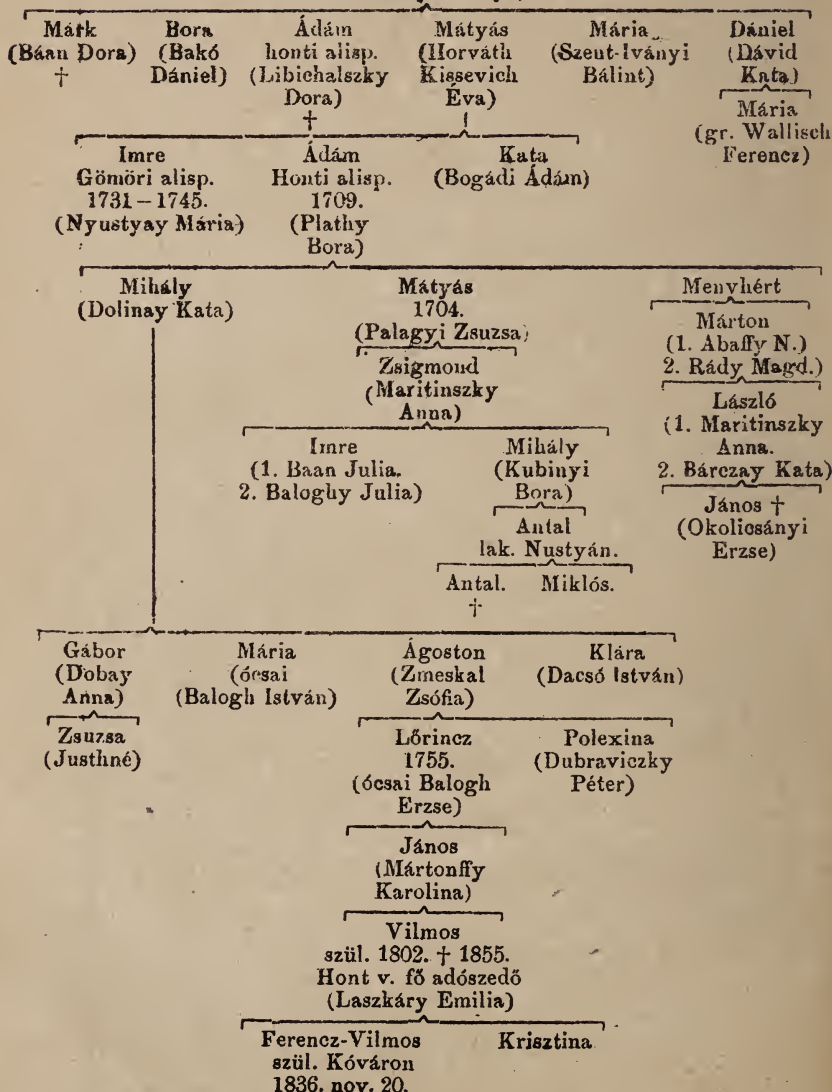 Márk Bora Ádám Mátyás Mária Dániel
(Báan Dora) (Bakó honti alisp. (Horváth (Szent-Iványi (Dávid
† Dániel) (Libichalszky Kissevich Bálint) Kata)
Dora) Éva) Mária
† (gr. Wallisch
Imre Ádám Kata Ferencz)
Gömöri alisp. Honti alisp. (Bogádi Ádám)
1731–1745. 1709.
(Nyustyay Mária) (Plathy
Bora)
Mihály Mátyás Menyhért
(Dolinay Kata) 1704. Márton
(Palagyi Zsuzsa) (1. Abaffy N.)
Zsigmond 2. Rády Magd.)
(Maritinszky László
Anna) (1. Maritinszky
Imre Mihály Anna.
(1. Baan Julia. (Kubinyi 2. Bárczay Kata)
2. Baloghy Julia) Bora) János †
Antal (Okolicsányi
lak. Nustyán. Erzse)
Antal. Miklós.
†
Gábor Mária Ágoston Klára
(Dobay (ócsai (Zmeskal (Dacsó István)
Anna) (Balogh István) Zsófia)
Zsuzsa Lőrincz Polexina
(Justhné) 1755. (Dubraviczky
(ócsai Balogh Péter)
Erzse)
János
(Mártonffy
Karolina)
Vilmos
szül. 1802. † 1855.
Hont v. fő adószedő
(Laszkáry Emilia)
Ferencz-Vilmos Krisztina
szül. Kóváron
1836. nov. 20.